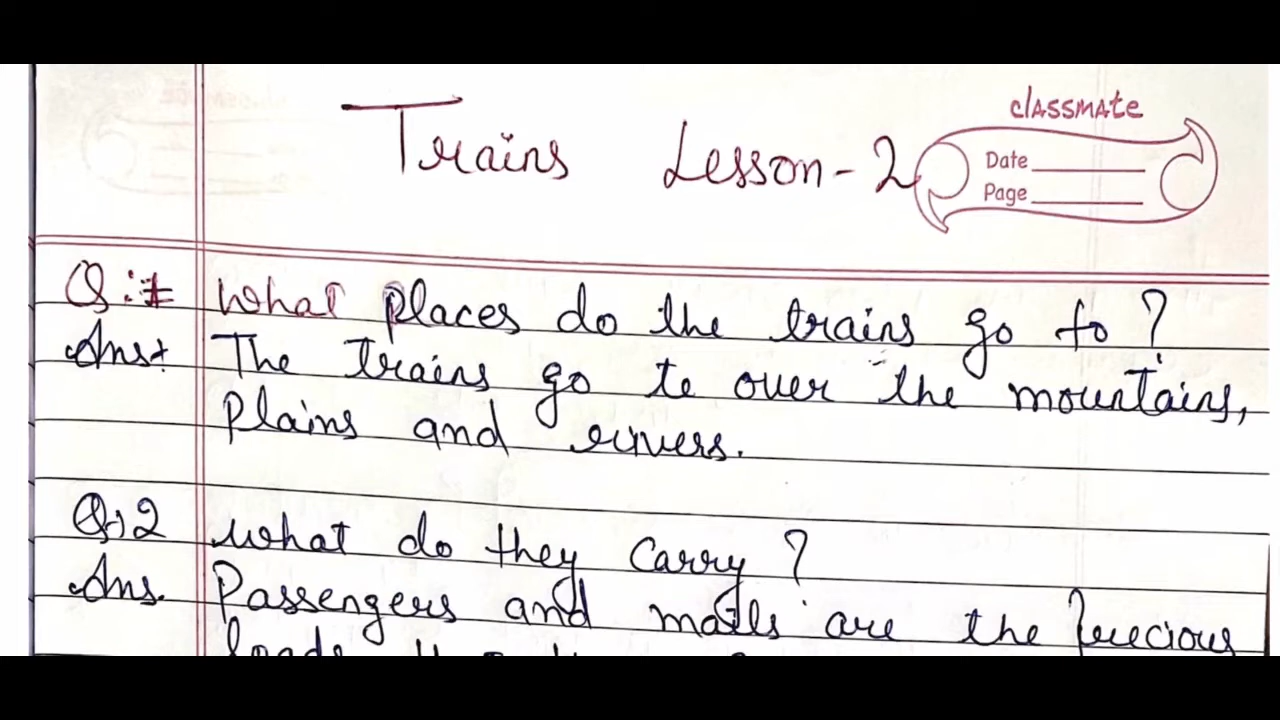 Trains Lesson-2
classmate
Date
Page
Q:1 What places do the trains go to?
Ans: The trains go to over the mountains,
Plains and rivers.
Q.2 what do they carry?
Ans. Passengers and mails are the precious
loads